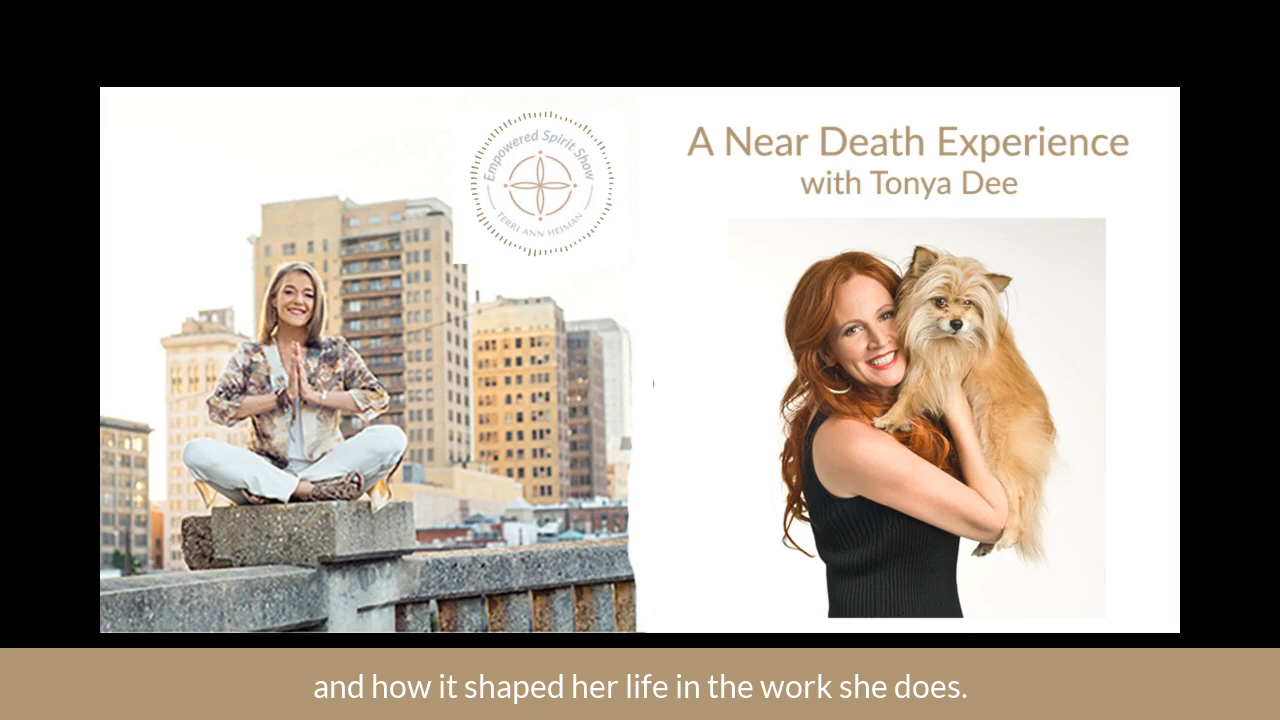 Empowered Spirit Show
TERRI ANN HEIMAN
A Near Death Experience
with Tonya Dee
and how it shaped her life in the work she does.